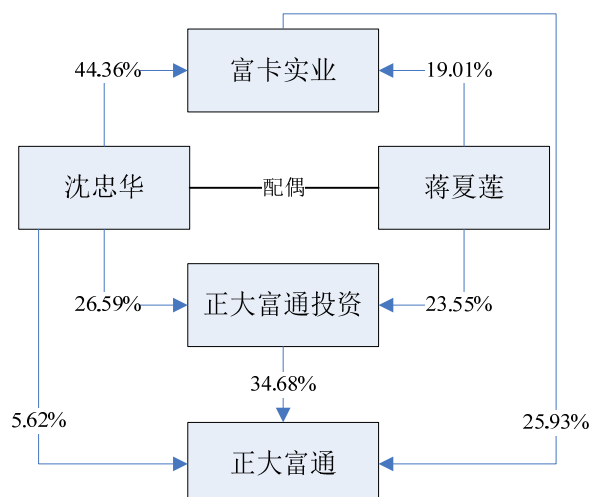 富卡实业
44.36%
19.01%
沈忠华
配偶
蒋夏莲
正大富通投资
26.59%
23.55%
34.68%
5.62%
25.93%
正大富通